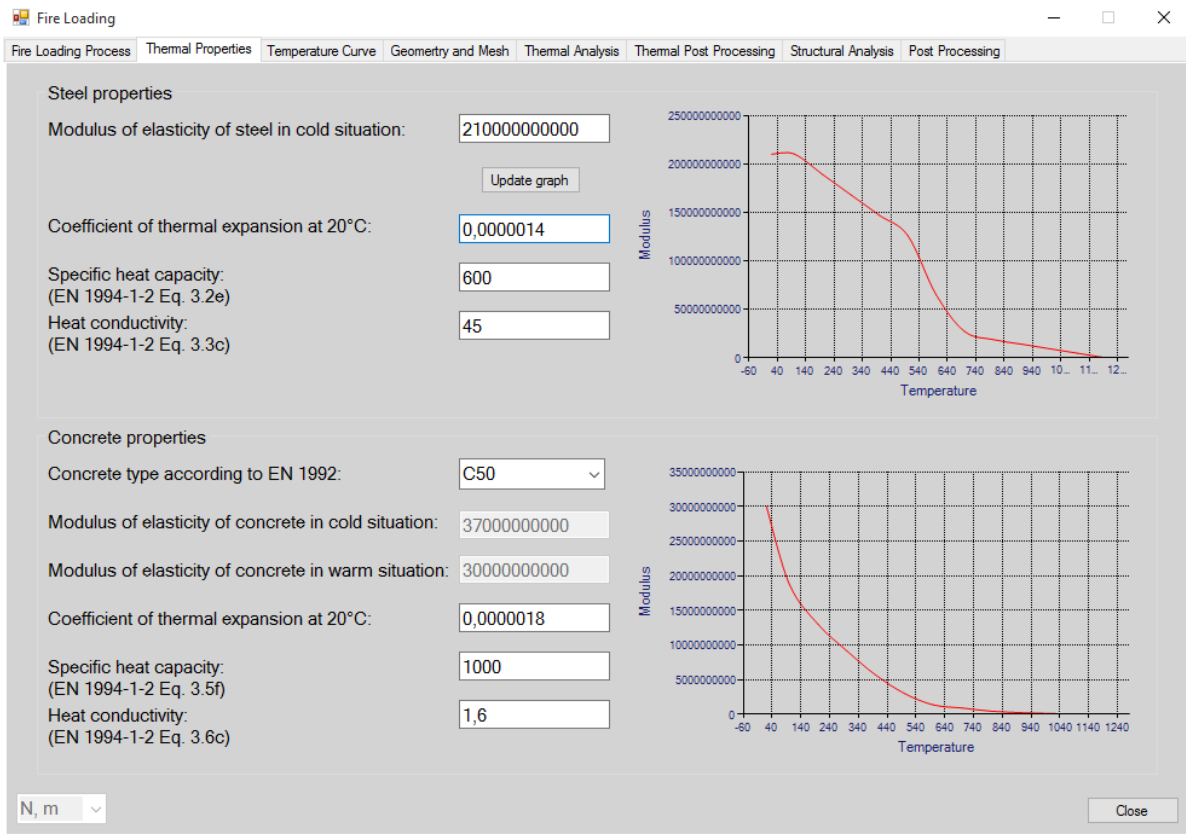 Fire Loading
Fire Loading Process Thermal Properties Temperature Curve Geomertry and Mesh Thermal Analysis Thermal Post Processing Structural Analysis Post Processing
Steel properties
Modulus of elasticity of steel in cold situation: 210000000000
Update graph
Coefficient of thermal expansion at 20°C: 0,0000014
Specific heat capacity: 600
(EN 1994-1-2 Eq. 3.2e)
Heat conductivity: 45
(EN 1994-1-2 Eq. 3.3c)
250000000000
200000000000
150000000000
100000000000
50000000000
0
Modulus
-60 40 140 240 340 440 540 640 740 840 940 10... 11... 12...
Temperature
Concrete properties
Concrete type according to EN 1992: C50
Modulus of elasticity of concrete in cold situation: 37000000000
Modulus of elasticity of concrete in warm situation: 30000000000
Coefficient of thermal expansion at 20°C: 0,0000018
Specific heat capacity: 1000
(EN 1994-1-2 Eq. 3.5f)
Heat conductivity: 1,6
(EN 1994-1-2 Eq. 3.6c)
35000000000
30000000000
25000000000
20000000000
15000000000
10000000000
5000000000
0
Modulus
-60 40 140 240 340 440 540 640 740 840 940 1040 1140 1240
Temperature
N, m
Close